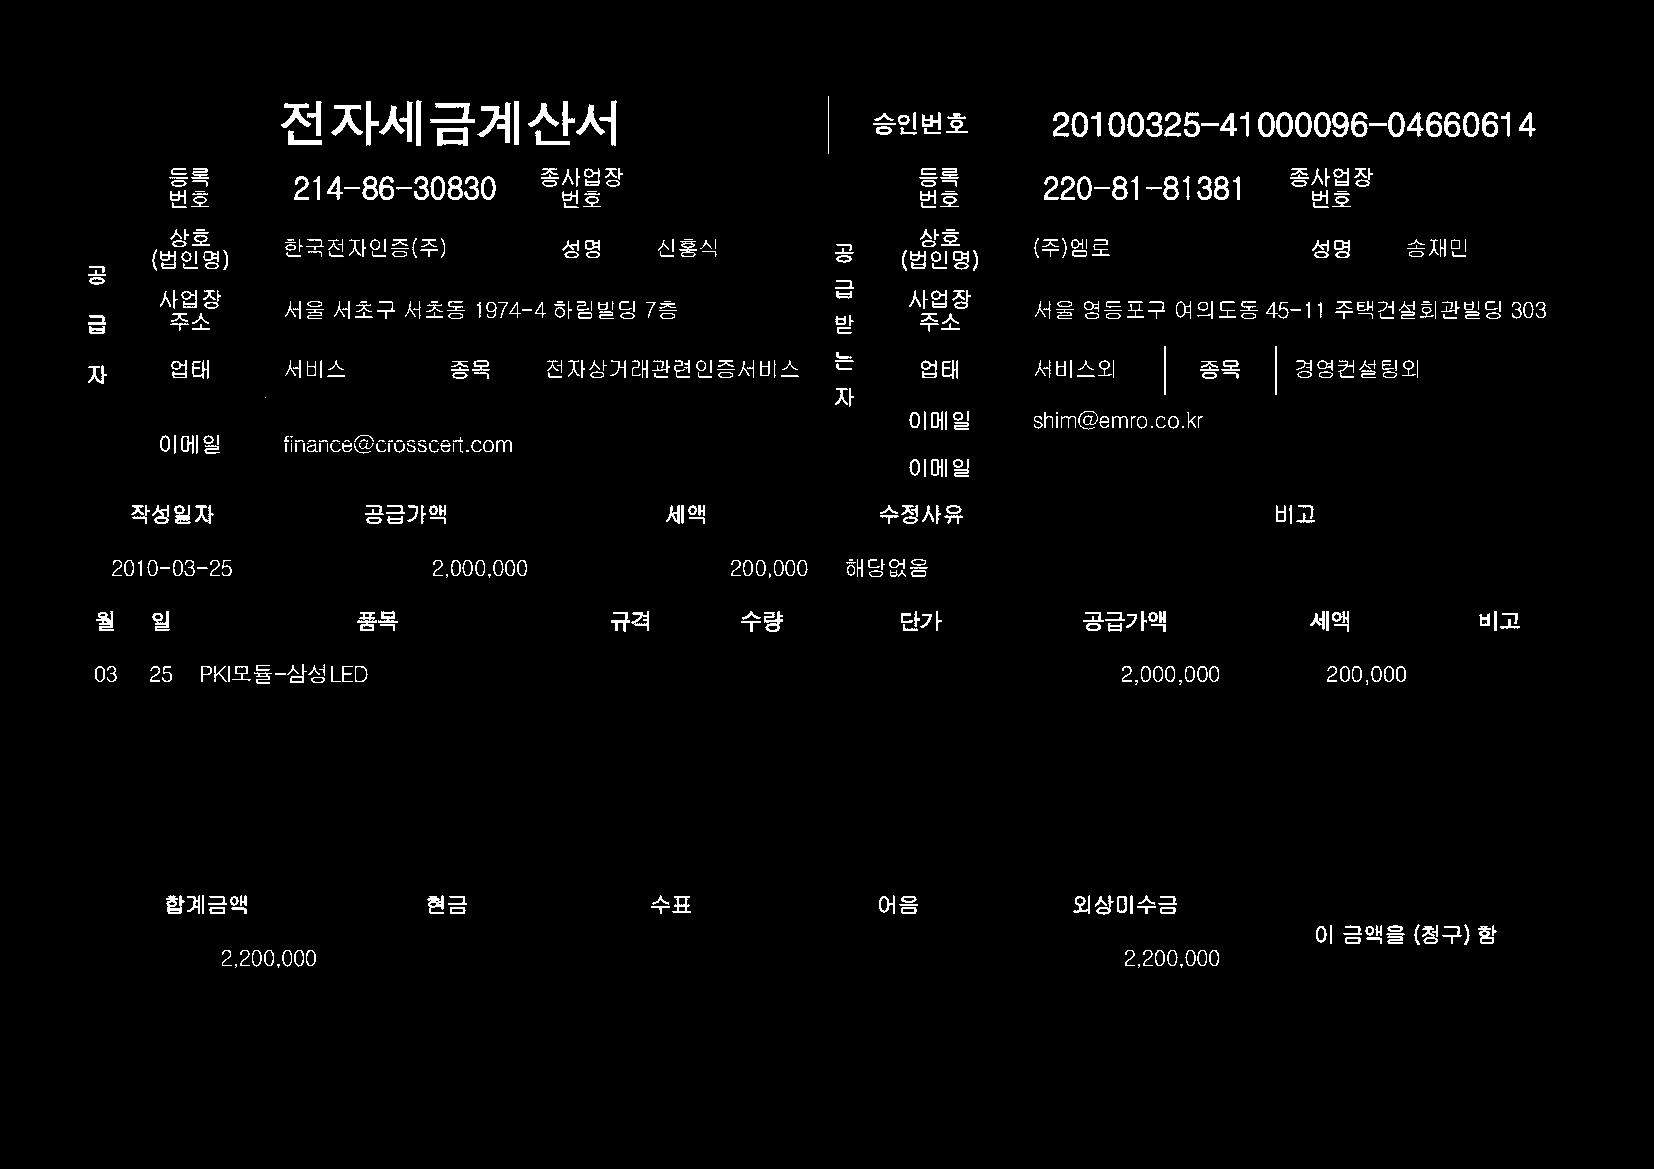 전자세금계산서 승인번호 20100325-41000096-04660614
등록번호 214-86-30830 종사업장번호 등록번호 220-81-81381 종사업장번호
공급자 공급받는자
상호(법인명) 한국전자인증(주) 성명 신홍식 상호(법인명) (주)엠로 성명 송재민
사업장주소 서울 서초구 서초동 1974-4 하림빌딩 7층 사업장주소 서울 영등포구 여의도동 45-11 주택건설회관빌딩 303
업태 서비스 종목 전자상거래관련인증서비스 업태 서비스외 종목 경영컨설팅외
이메일 finance@crosscert.com 이메일 shim@emro.co.kr
이메일
작성일자 공급가액 세액 수정사유 비고
2010-03-25 2,000,000 200,000 해당없음
월 일 품목 규격 수량 단가 공급가액 세액 비고
03 25 PKI모듈-삼성LED 2,000,000 200,000
합계금액 현금 수표 어음 외상미수금 이 금액을 (청구) 함
2,200,000 2,200,000